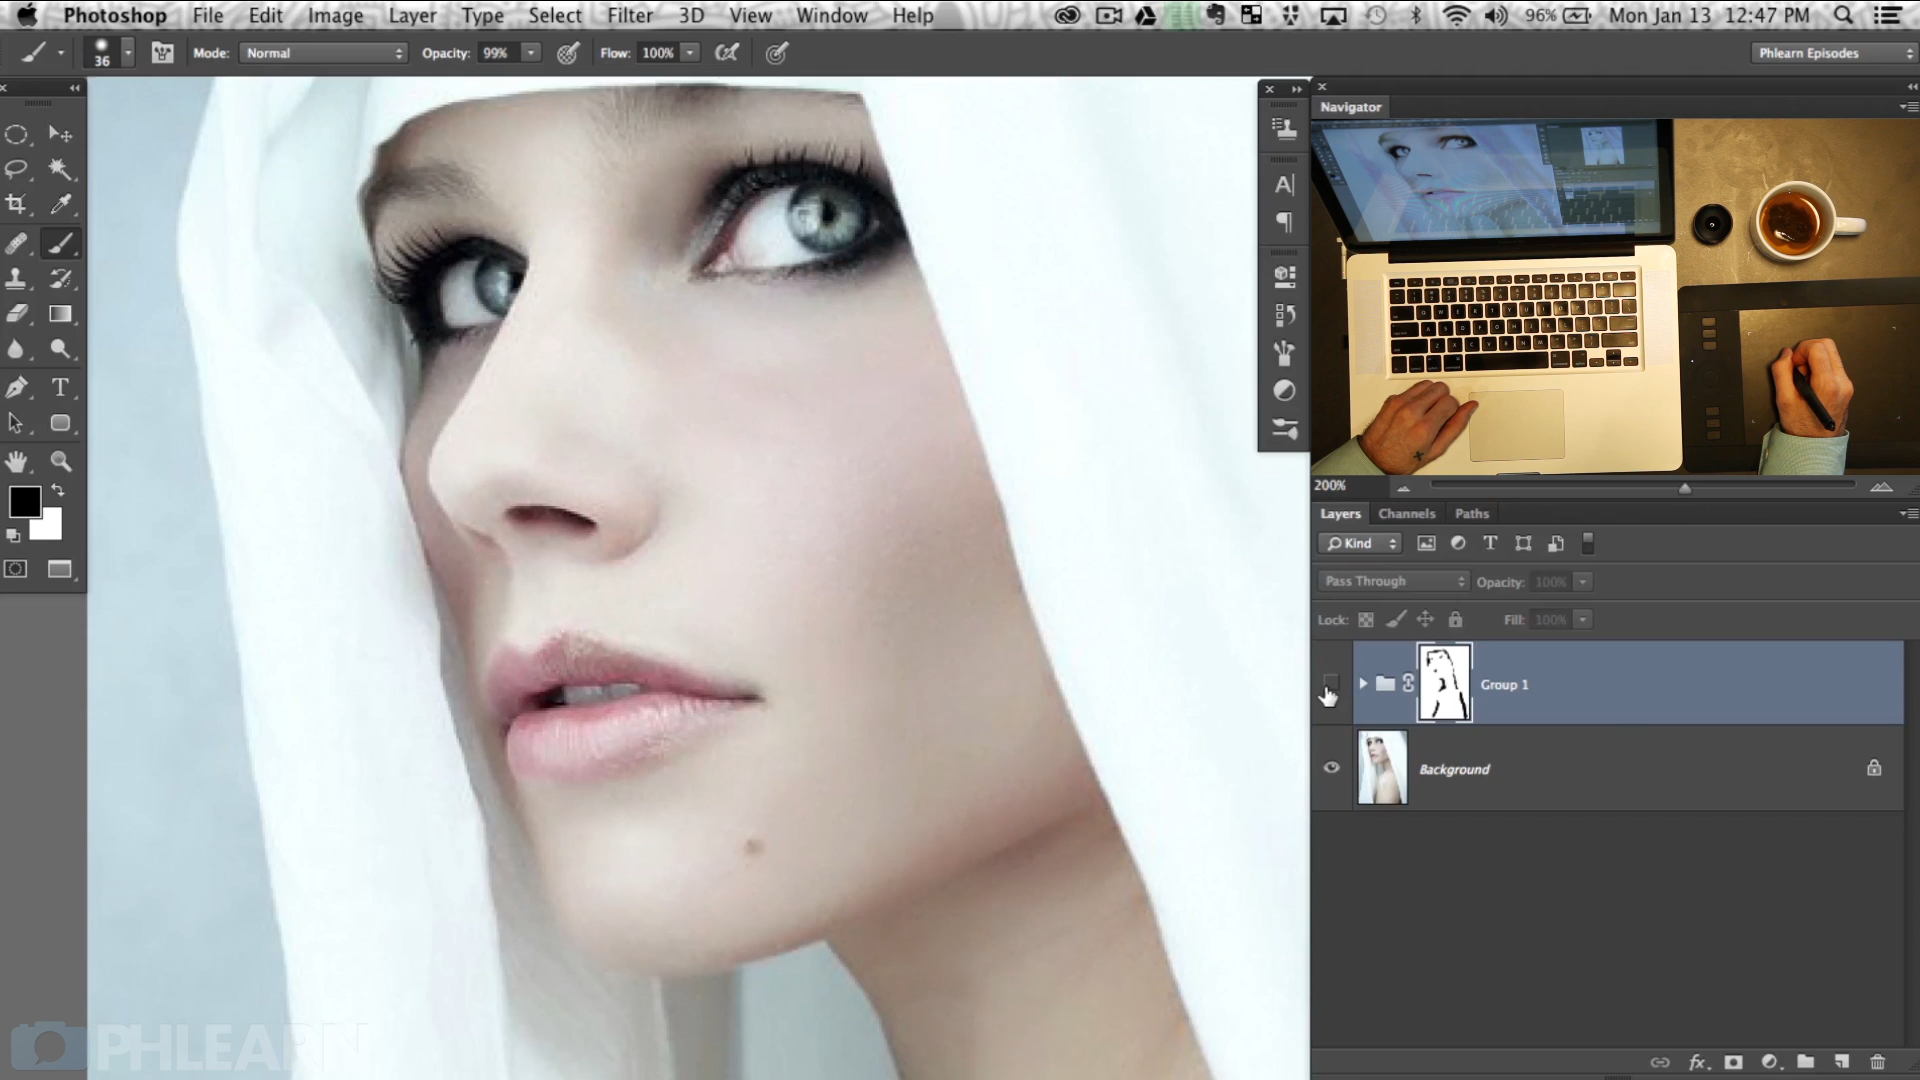 Photoshop File Edit Image Layer Type Select Filter 3D View Window Help 96% Mon Jan 13 12:47 PM
36 Mode: Normal Opacity: 99% Flow: 100% Phlearn Episodes
Navigator
A
T
200%
Layers Channels Paths
Kind T
Pass Through Opacity: 100%
Lock: Fill: 100%
Group 1
Background
fx
PHLEARN